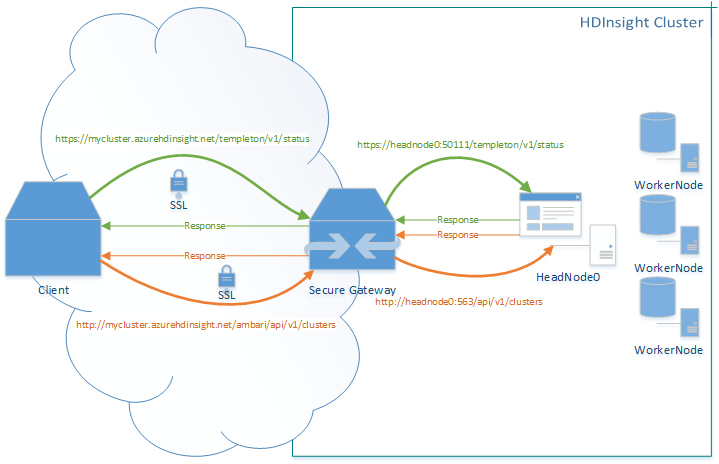 HDInsight Cluster
https://mycluster.azurehdinsight.net/templeton/v1/status
https://headnode0:50111/templeton/v1/status
SSL
WorkerNode
Response
Response
Response
Response
WorkerNode
HeadNode0
SSL
Client
Secure Gateway
http://headnode0:563/api/v1/clusters
http://mycluster.azurehdinsight.net/ambari/api/v1/clusters
WorkerNode